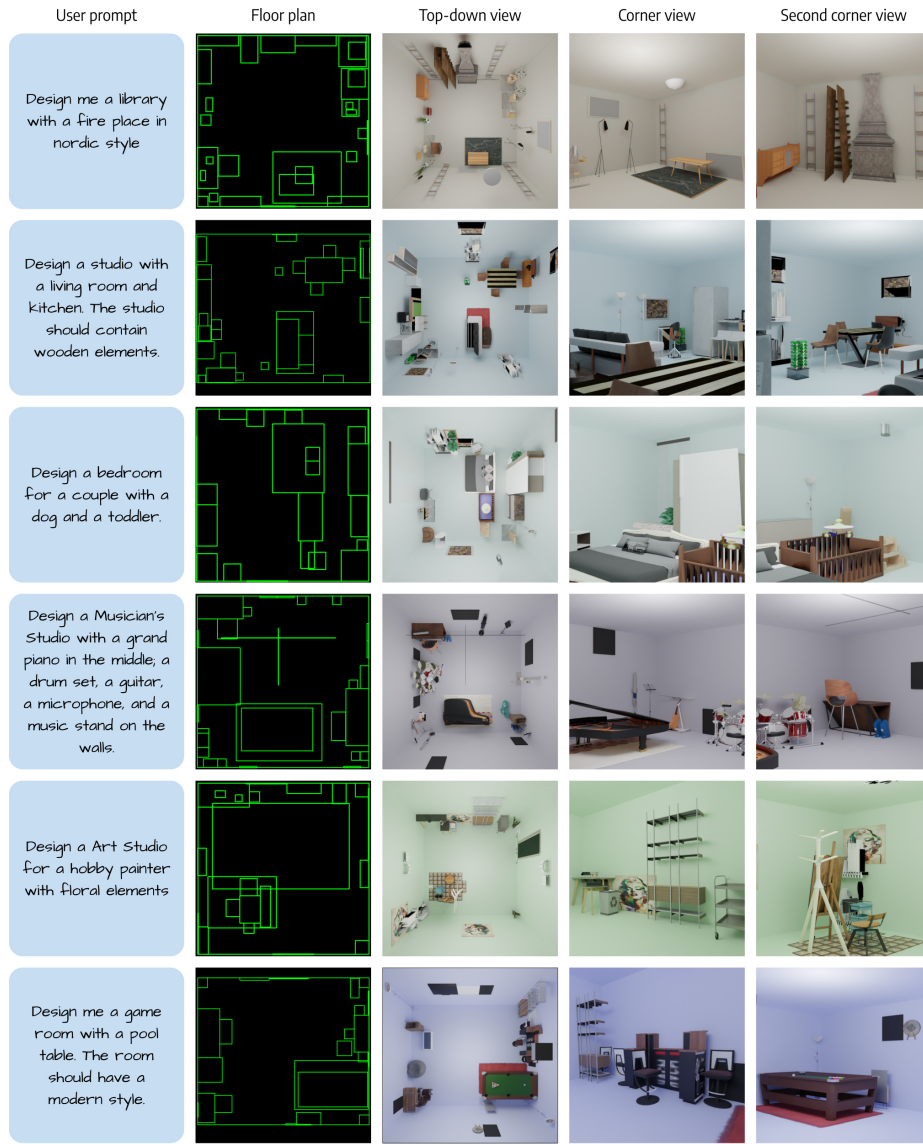 User prompt
Floor plan
Top-down view
Corner view
Second corner view
Design me a library
with a fire place in
nordic style
Design a studio with
a living room and
kitchen. The studio
should contain
wooden elements.
Design a bedroom
for a couple with a
dog and a toddler.
Design a Musician's
Studio with a grand
piano in the middle, a
drum set, a guitar,
a microphone, and a
music stand on the
walls.
Design a Art Studio
for a hobby painter
with floral elements
Design me a game
room with a pool
table. The room
should have a
modern style.